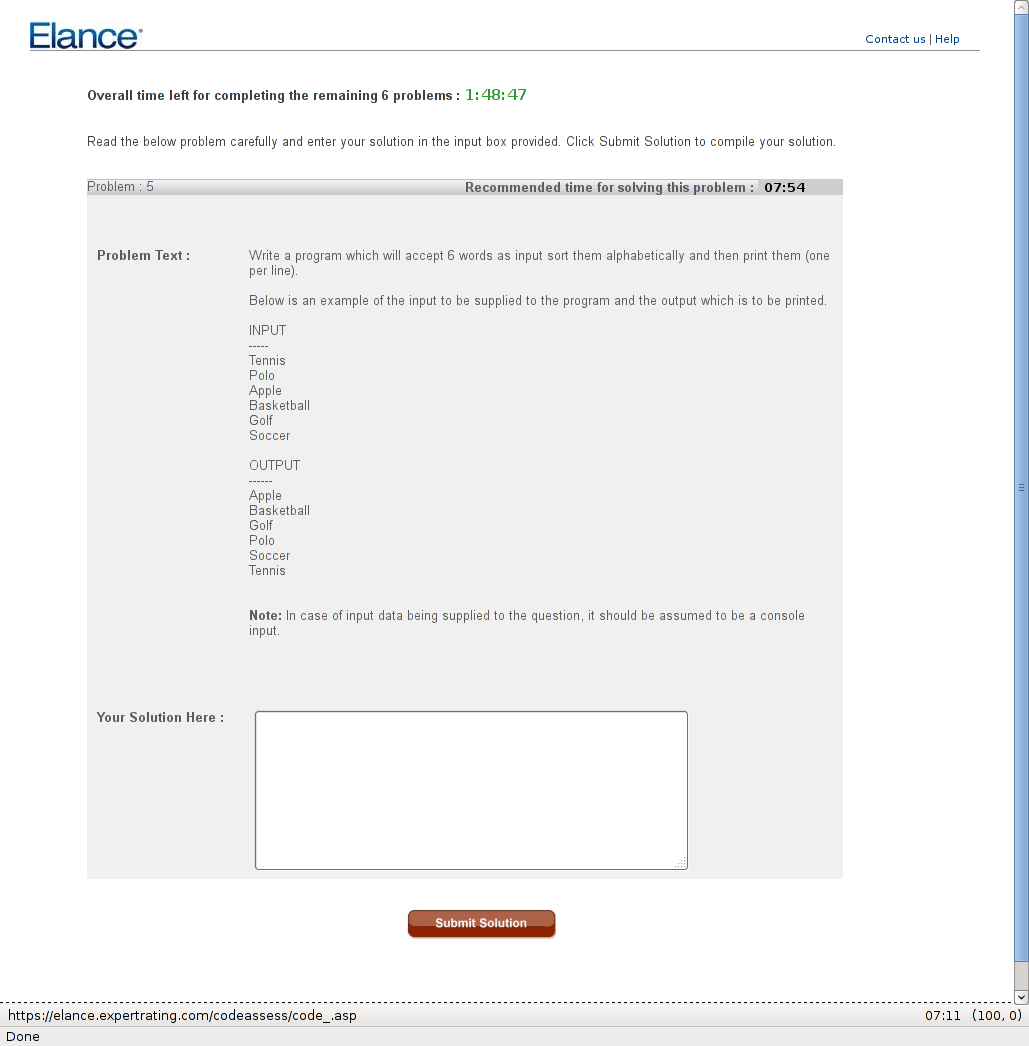 Elance
Contact us | Help
Overall time left for completing the remaining 6 problems : 1:48:47
Read the below problem carefully and enter your solution in the input box provided. Click Submit Solution to compile your solution.
Problem : 5 Recommended time for solving this problem : 07:54
Problem Text : Write a program which will accept 6 words as input sort them alphabetically and then print them (one
per line).
Below is an example of the input to be supplied to the program and the output which is to be printed.
INPUT
-----
Tennis
Polo
Apple
Basketball
Golf
Soccer
OUTPUT
------
Apple
Basketball
Golf
Polo
Soccer
Tennis
Note: In case of input data being supplied to the question, it should be assumed to be a console
input.
Your Solution Here :
Submit Solution
https://elance.expertrating.com/codeassess/code_.asp 07:11 (100, 0)
Done